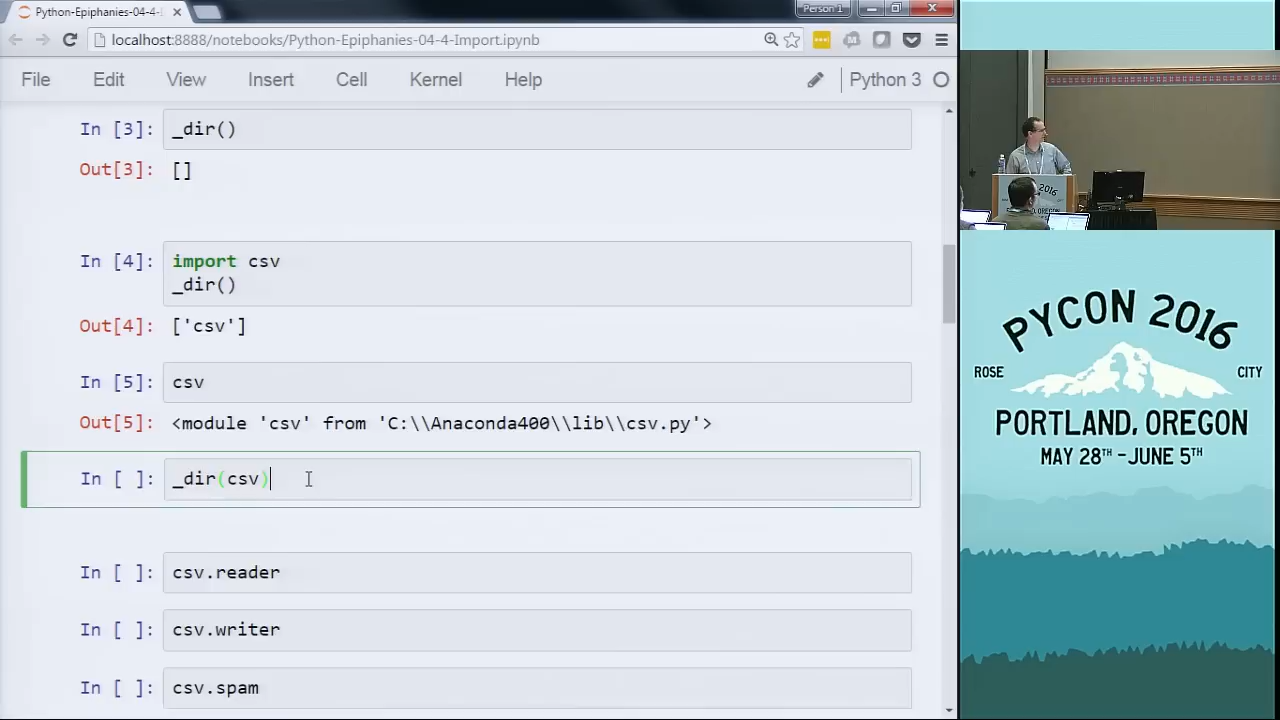 Python-Epiphanies-04-4-I
Person 1
localhost:8888/notebooks/Python-Epiphanies-04-4-Import.ipynb
File Edit View Insert Cell Kernel Help Python 3
In [3]: _dir()
Out[3]: []
In [4]: import csv
_dir()
Out[4]: ['csv']
In [5]: csv
Out[5]: <module 'csv' from 'C:\\Anaconda400\\lib\\csv.py'>
In [ ]: _dir(csv)
In [ ]: csv.reader
In [ ]: csv.writer
In [ ]: csv.spam
2016
PORTLAND, OREGON
PYCON 2016
ROSE CITY
PORTLAND, OREGON
MAY 28TH -JUNE 5TH